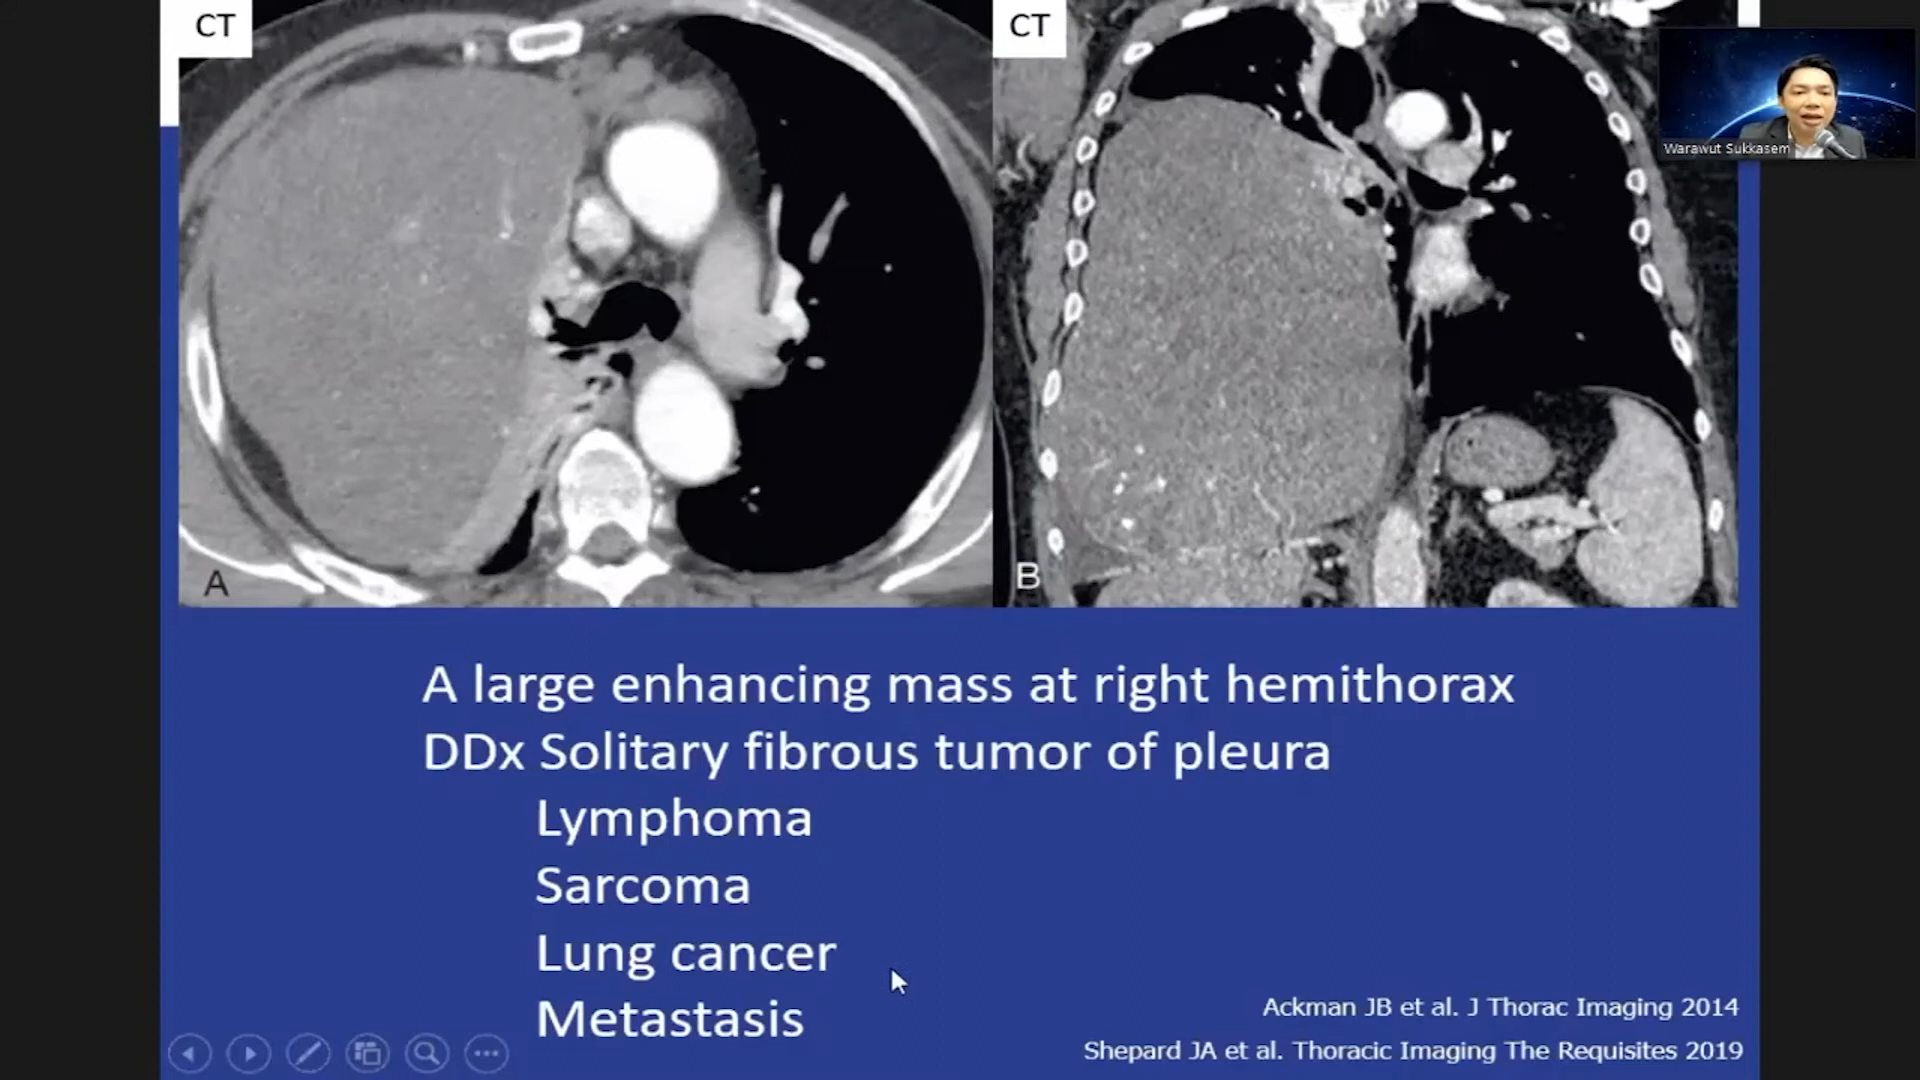 CT
CT
Warawut Sukkasem
A
B
A large enhancing mass at right hemithorax
DDx Solitary fibrous tumor of pleura
Lymphoma
Sarcoma
Lung cancer
Metastasis
Ackman JB et al. J Thorac Imaging 2014
Shepard JA et al. Thoracic Imaging The Requisites 2019